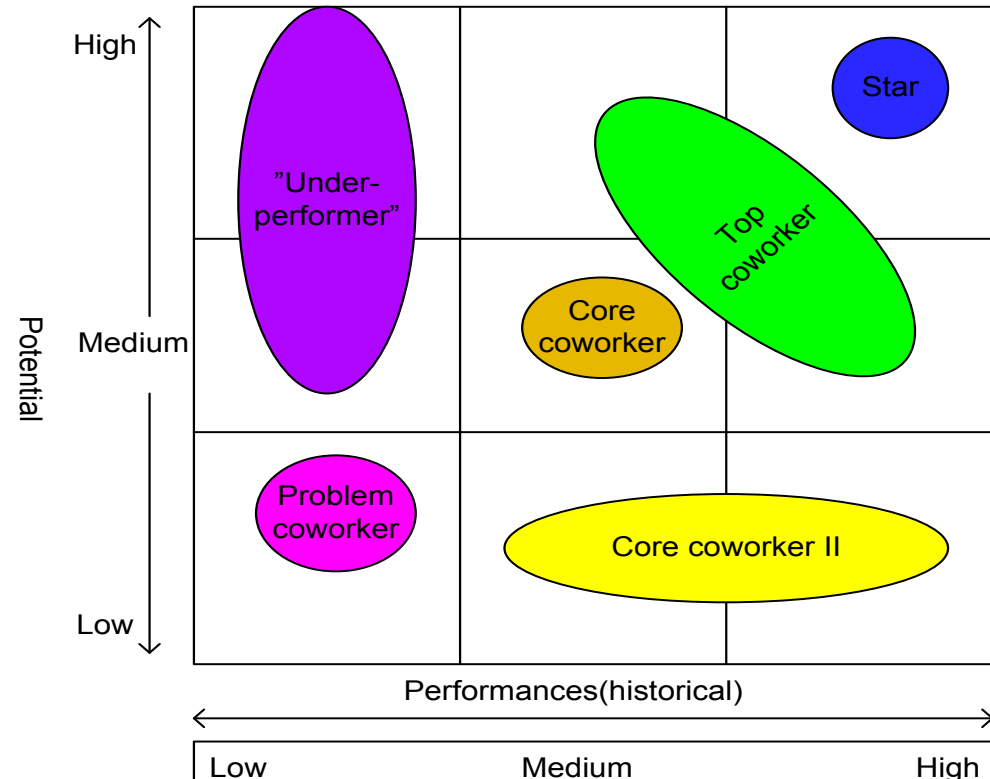 High
Star
”Under-
performer”
Top
coworker
Core
coworker
Medium
Potential
Problem
coworker
Core coworker II
Low
Performances(historical)
Low Medium High